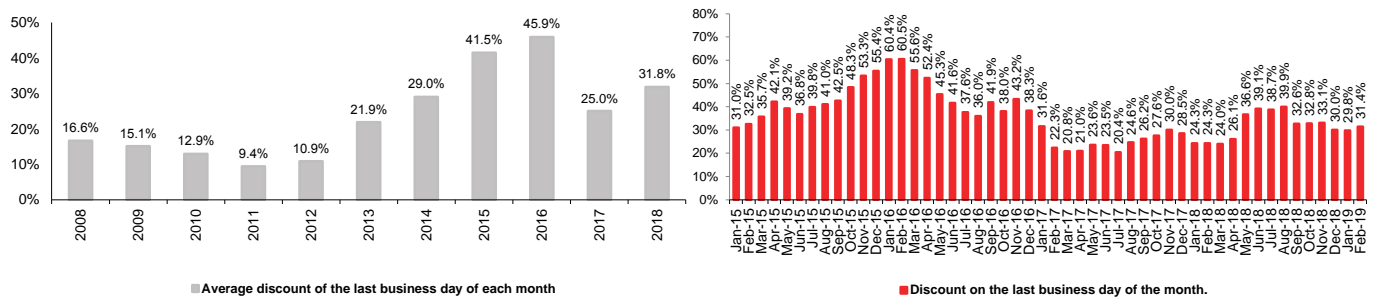 50%
40%
30%
20%
10%
0%
16.6%
15.1%
12.9%
9.4%
10.9%
21.9%
29.0%
41.5%
45.9%
25.0%
31.8%
2008
2009
2010
2011
2012
2013
2014
2015
2016
2017
2018
Average discount of the last business day of each month
80%
70%
60%
50%
40%
30%
20%
10%
0%
31.0%
32.5%
35.7%
42.1%
39.2%
36.8%
39.8%
41.0%
42.5%
48.3%
53.3%
55.4%
60.4%
60.5%
55.6%
52.4%
45.3%
41.6%
37.6%
36.0%
41.9%
38.0%
43.2%
38.3%
31.6%
22.3%
20.8%
21.0%
23.6%
23.5%
20.4%
24.6%
26.2%
27.6%
30.0%
28.5%
24.3%
24.3%
24.0%
26.1%
36.6%
39.1%
38.7%
39.9%
32.6%
32.8%
33.1%
30.0%
29.8%
31.4%
Jan-15
Feb-15
Mar-15
Apr-15
May-15
Jun-15
Jul-15
Aug-15
Sep-15
Oct-15
Nov-15
Dec-15
Jan-16
Feb-16
Mar-16
Apr-16
May-16
Jun-16
Jul-16
Aug-16
Sep-16
Oct-16
Nov-16
Dec-16
Jan-17
Feb-17
Mar-17
Apr-17
May-17
Jun-17
Jul-17
Aug-17
Sep-17
Oct-17
Nov-17
Dec-17
Jan-18
Feb-18
Mar-18
Apr-18
May-18
Jun-18
Jul-18
Aug-18
Sep-18
Oct-18
Nov-18
Dec-18
Jan-19
Feb-19
Discount on the last business day of the month.